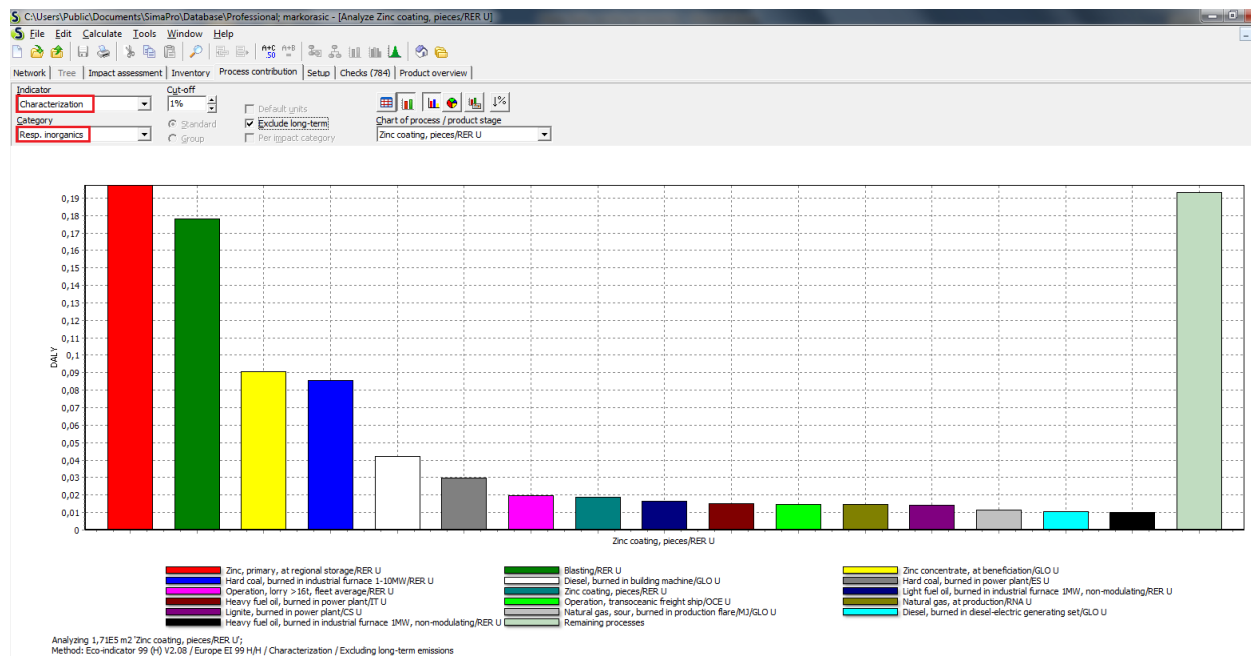 C:\Users\Public\Documents\SimaPro\Database\Professional; markorasic - [Analyze Zinc coating, pieces/RER U]
File Edit Calculate Tools Window Help
A+C .50 A+B =
Network Tree Impact assessment Inventory Process contribution Setup Checks (784) Product overview
Indicator Cut-off
Characterization 1% Default units
Category Standard Exclude long-term Chart of process / product stage
Resp. inorganics Group Per impact category Zinc coating, pieces/RER U
0,19
0,18
0,17
0,16
0,15
0,14
0,13
0,12
0,11
0,1
DALY
0,09
0,08
0,07
0,06
0,05
0,04
0,03
0,02
0,01
0
Zinc coating, pieces/RER U
Zinc, primary, at regional storage/RER U Blasting/RER U Zinc concentrate, at beneficiation/GLO U
Hard coal, burned in industrial furnace 1-10MW/RER U Diesel, burned in building machine/GLO U Hard coal, burned in power plant/ES U
Operation, lorry >16t, fleet average/RER U Zinc coating, pieces/RER U Light fuel oil, burned in industrial furnace 1MW, non-modulating/RER U
Heavy fuel oil, burned in power plant/IT U Operation, transoceanic freight ship/OCE U Natural gas, at production/RNA U
Lignite, burned in power plant/CS U Natural gas, sour, burned in production flare/MJ/GLO U Diesel, burned in diesel-electric generating set/GLO U
Heavy fuel oil, burned in industrial furnace 1MW, non-modulating/RER U Remaining processes
Analyzing 1,71E5 m2 'Zinc coating, pieces/RER U';
Method: Eco-indicator 99 (H) V2.08 / Europe EI 99 H/H / Characterization / Excluding long-term emissions